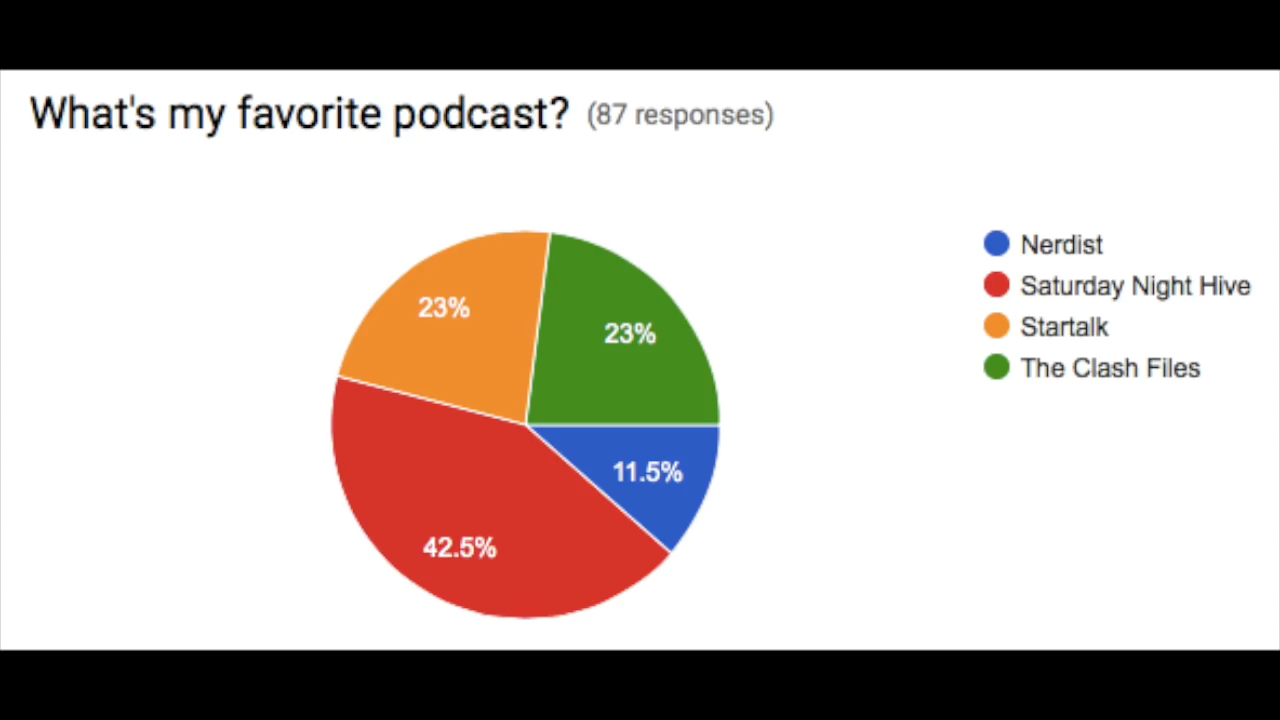 What's my favorite podcast? (87 responses)
Nerdist
Saturday Night Hive
Startalk
The Clash Files
23%
23%
11.5%
42.5%